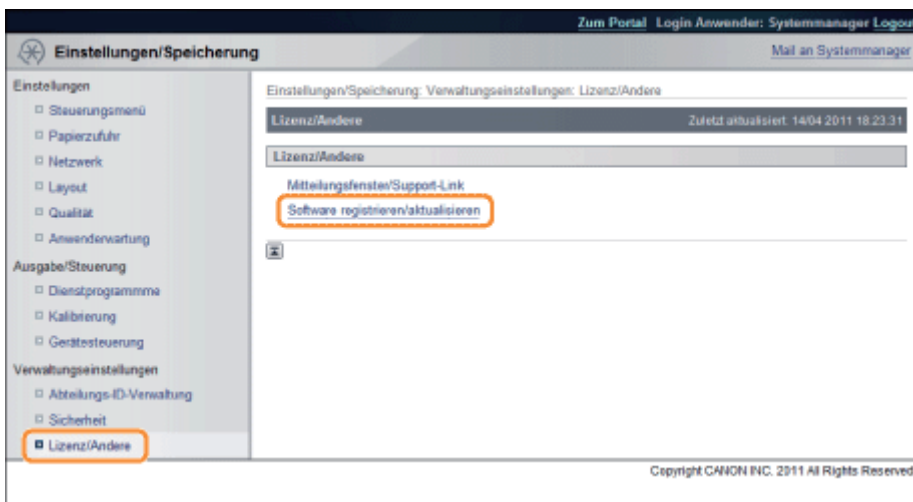 Zum Portal Login Anwender: Systemmanager Logou
Einstellungen/Speicherung
Mail an Systemmanager
Einstellungen
Steuerungsmenü
Papierzufuhr
Netzwerk
Layout
Qualität
Anwenderwartung
Ausgabe/Steuerung
Dienstprogrammme
Kalibrierung
Gerätesteuerung
Verwaltungseinstellungen
Abteilungs-ID-Verwaltung
Sicherheit
Lizenz/Andere
Einstellungen/Speicherung: Verwaltungseinstellungen: Lizenz/Andere
Lizenz/Andere Zuletzt aktualisiert: 14/04 2011 18:23:31
Lizenz/Andere
Mitteilungsfenster/Support-Link
Software registrieren/aktualisieren
Copyright CANON INC. 2011 All Rights Reserved